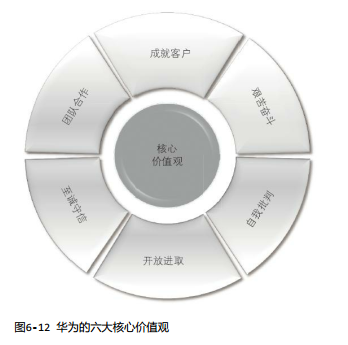 成就客户
艰苦奋斗
自我批判
开放进取
至诚守信
团队合作
核心
价值观
图6-12 华为的六大核心价值观